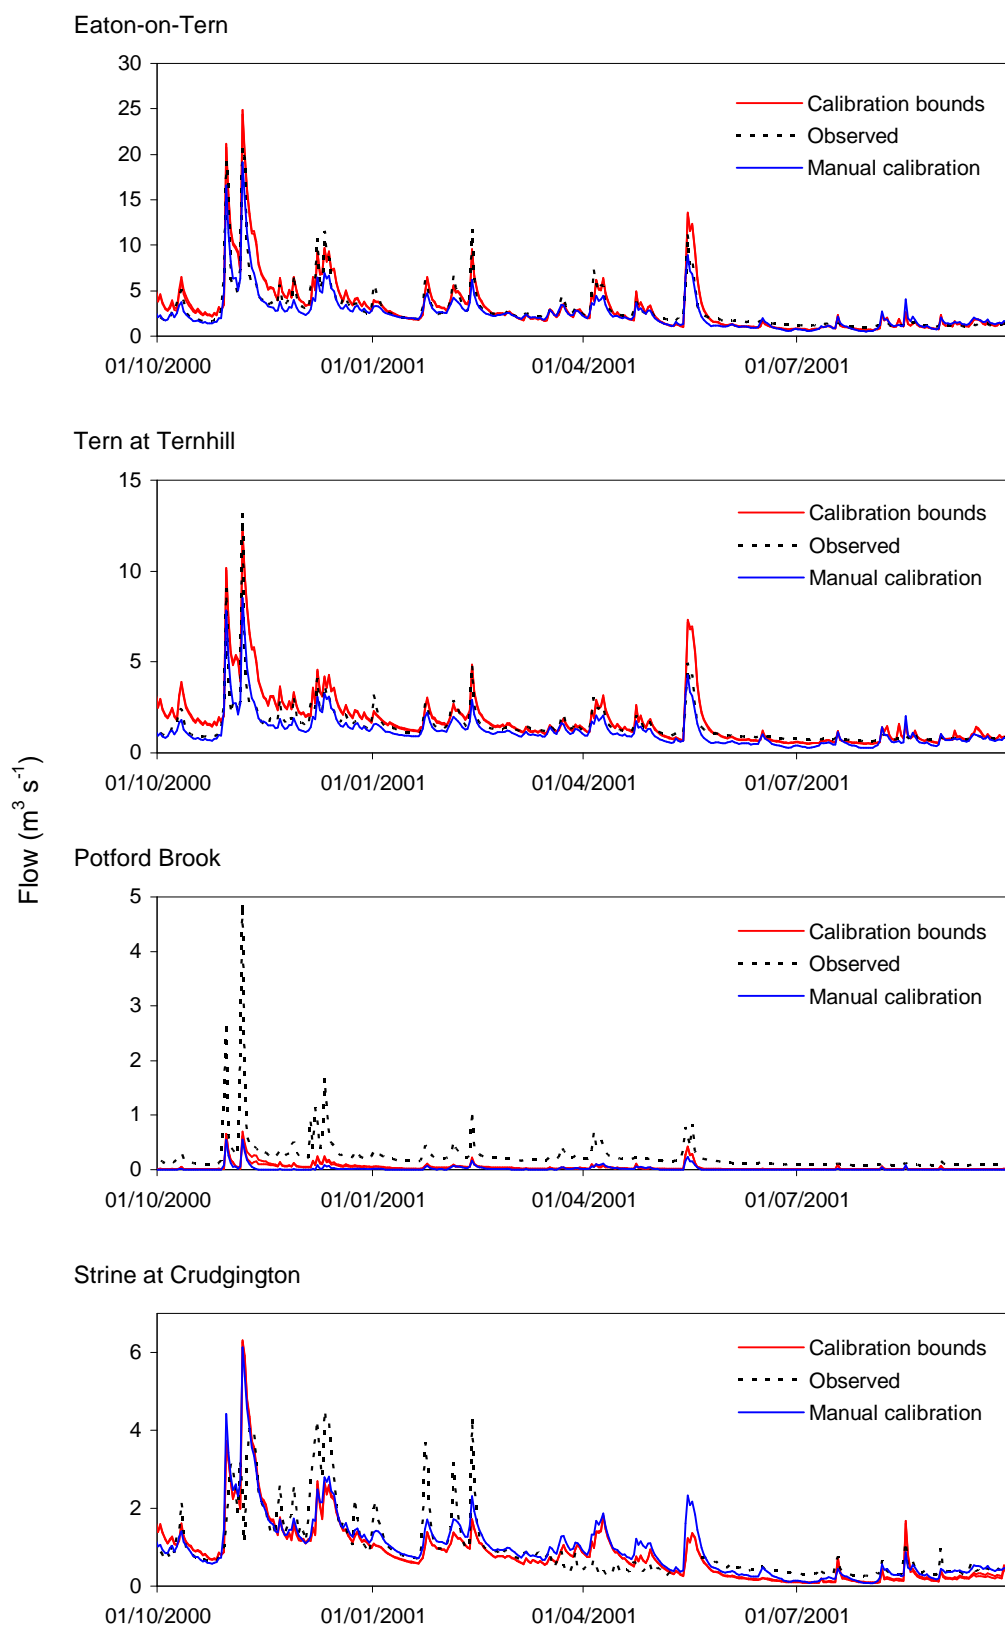 Eaton-on-Tern
30
25
20
15
10
5
0
Calibration bounds
Observed
Manual calibration
01/10/2000 01/01/2001 01/04/2001 01/07/2001
Tern at Ternhill
15
10
5
0
Calibration bounds
Observed
Manual calibration
01/10/2000 01/01/2001 01/04/2001 01/07/2001
Flow (m³ s⁻¹)
Potford Brook
5
4
3
2
1
0
Calibration bounds
Observed
Manual calibration
01/10/2000 01/01/2001 01/04/2001 01/07/2001
Strine at Crudgington
6
4
2
0
Calibration bounds
Observed
Manual calibration
01/10/2000 01/01/2001 01/04/2001 01/07/2001